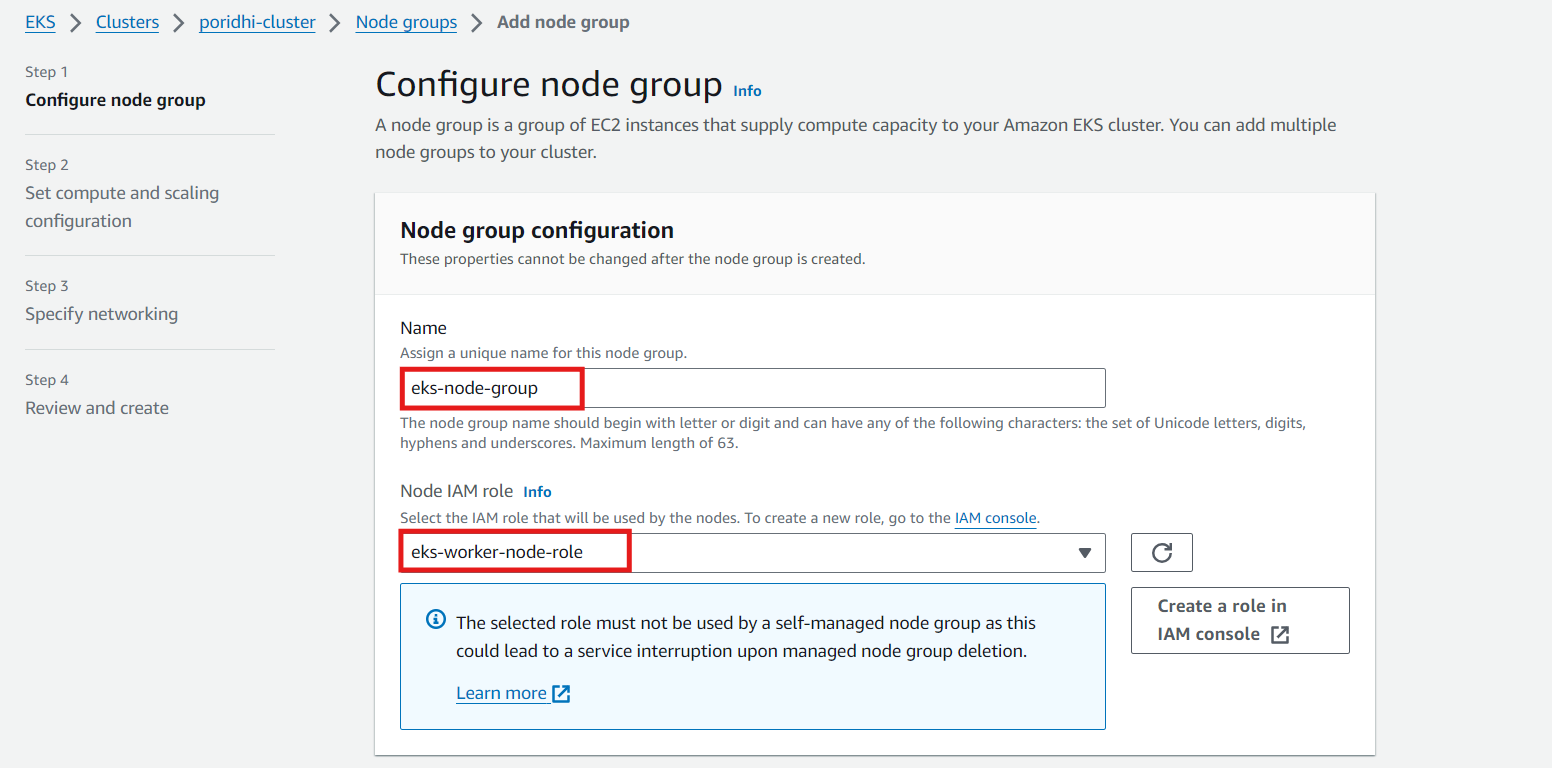 EKS > Clusters > poridhi-cluster > Node groups > Add node group
Step 1
Configure node group
Step 2
Set compute and scaling
configuration
Step 3
Specify networking
Step 4
Review and create
Configure node group Info
A node group is a group of EC2 instances that supply compute capacity to your Amazon EKS cluster. You can add multiple
node groups to your cluster.
Node group configuration
These properties cannot be changed after the node group is created.
Name
Assign a unique name for this node group.
eks-node-group
The node group name should begin with letter or digit and can have any of the following characters: the set of Unicode letters, digits,
hyphens and underscores. Maximum length of 63.
Node IAM role Info
Select the IAM role that will be used by the nodes. To create a new role, go to the IAM console.
eks-worker-node-role
The selected role must not be used by a self-managed node group as this
could lead to a service interruption upon managed node group deletion.
Learn more
Create a role in
IAM console